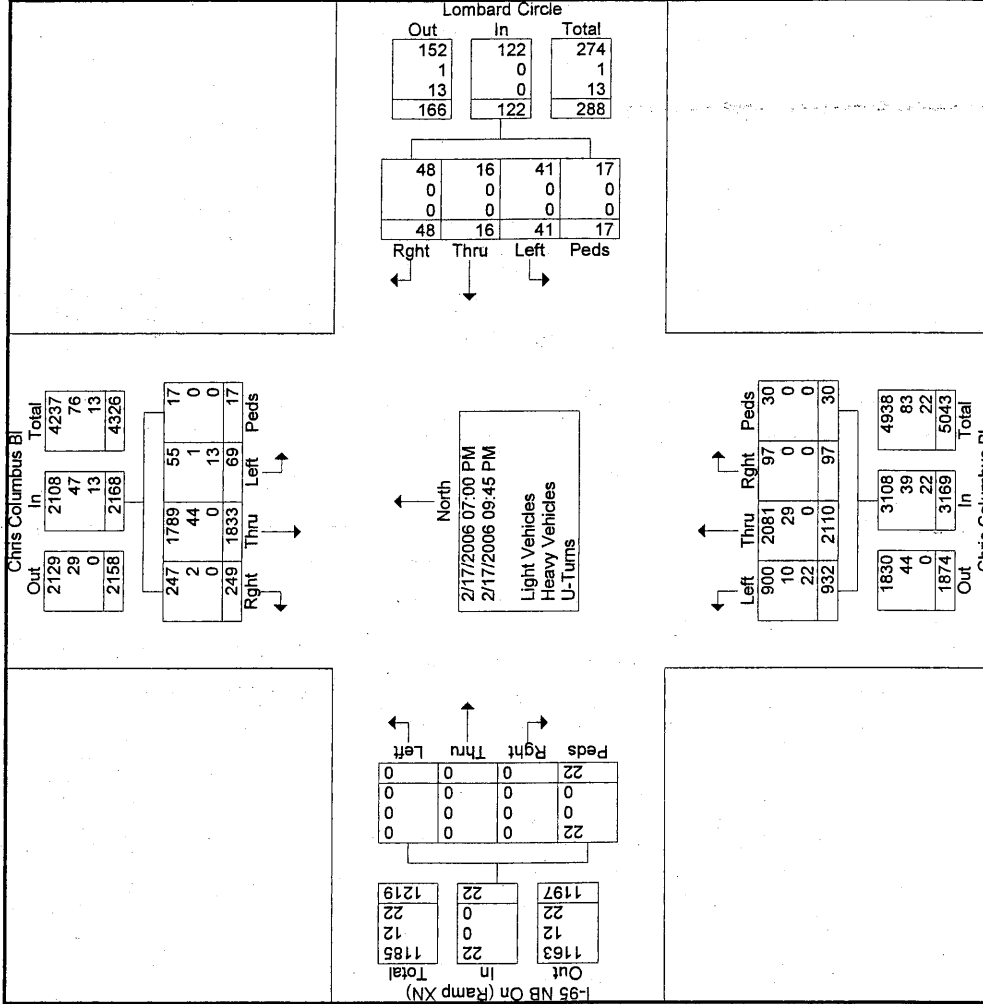 Lombard Circle
Out In Total
152 122 274
1 0 1
13 0 13
166 122 288
48 16 41 17
0 0 0 0
0 0 0 0
48 16 41 17
Rght Thru Left Peds
Chris Columbus Bl
Out In Total
2129 2108 4237
29 47 76
0 13 13
2158 2168 4326
247 1789 55 17
2 44 1 0
0 0 13 0
249 1833 69 17
Rght Thru Left Peds
North
2/17/2006 07:00 PM
2/17/2006 09:45 PM
Light Vehicles
Heavy Vehicles
U-Turns
Left Thru Rght Peds
900 2081 97 30
10 29 0 0
22 0 0 0
932 2110 97 30
1830 3108 4938
44 39 83
0 22 22
1874 3169 5043
Out In Total
Chris Columbus Bl
I-95 NB On (Ramp XN)
Out In Total
1163 22 1185
12 0 12
22 0 22
1197 22 1219
22 0 0 0
0 0 0 0
0 0 0 0
22 0 0 0
Peds Rght Thru Left